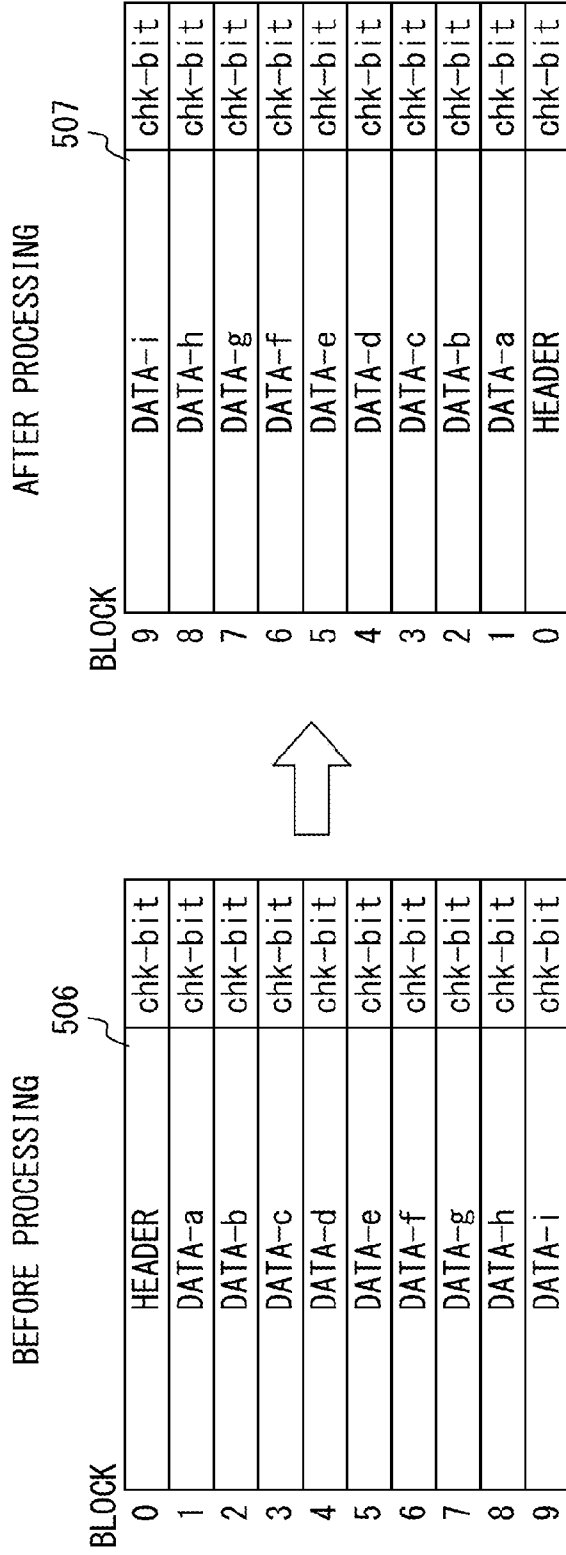 BEFORE PROCESSING
506
BLOCK
0 HEADER chk-bit
1 DATA-a chk-bit
2 DATA-b chk-bit
3 DATA-c chk-bit
4 DATA-d chk-bit
5 DATA-e chk-bit
6 DATA-f chk-bit
7 DATA-g chk-bit
8 DATA-h chk-bit
9 DATA-i chk-bit
AFTER PROCESSING
507
BLOCK
9 DATA-i chk-bit
8 DATA-h chk-bit
7 DATA-g chk-bit
6 DATA-f chk-bit
5 DATA-e chk-bit
4 DATA-d chk-bit
3 DATA-c chk-bit
2 DATA-b chk-bit
1 DATA-a chk-bit
0 HEADER chk-bit